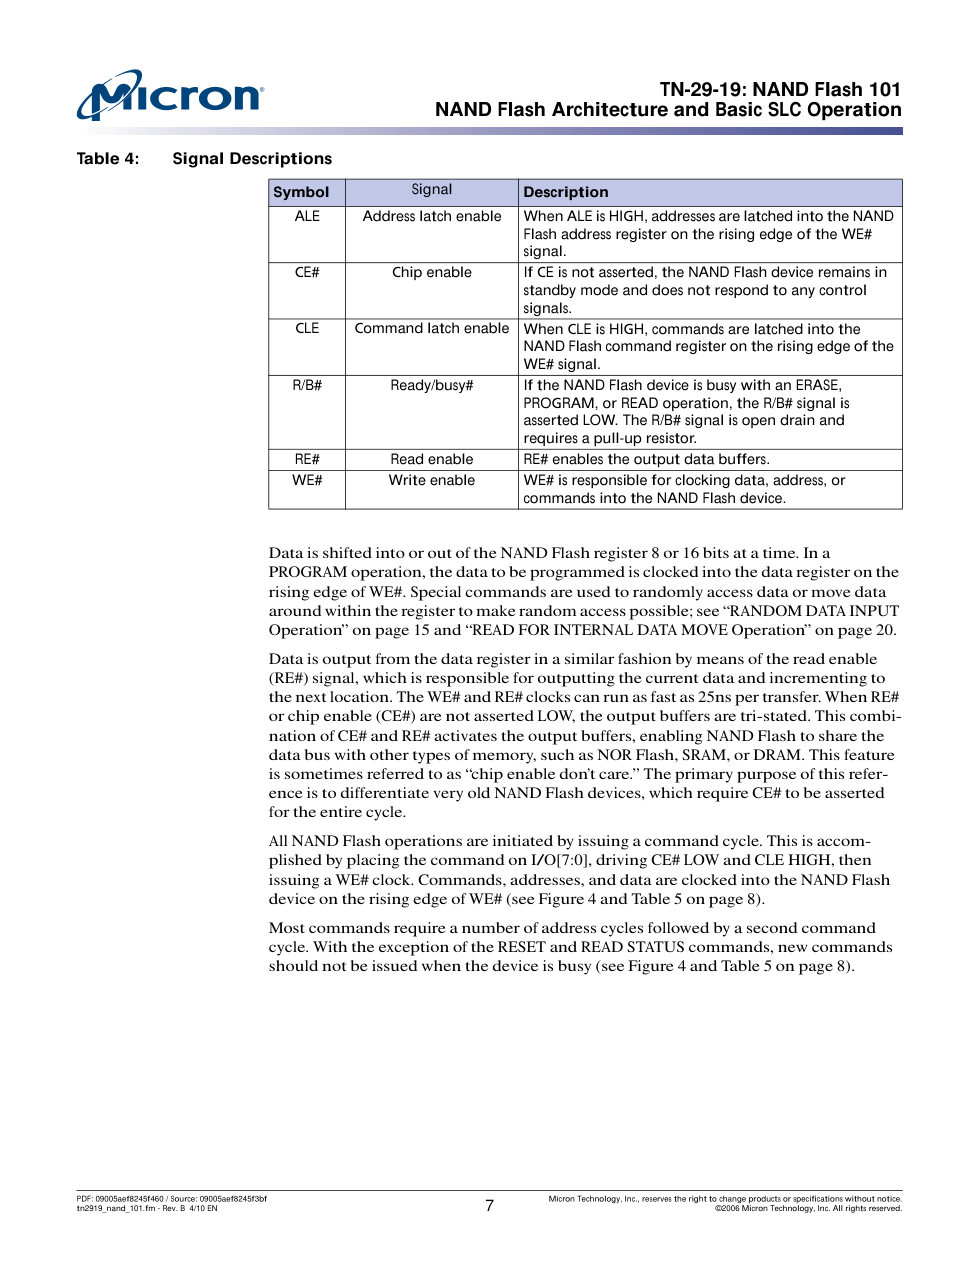 Micron®
TN-29-19: NAND Flash 101
NAND Flash Architecture and Basic SLC Operation
Table 4: Signal Descriptions
Symbol Signal Description
ALE Address latch enable When ALE is HIGH, addresses are latched into the NAND
Flash address register on the rising edge of the WE#
signal.
CE# Chip enable If CE is not asserted, the NAND Flash device remains in
standby mode and does not respond to any control
signals.
CLE Command latch enable When CLE is HIGH, commands are latched into the
NAND Flash command register on the rising edge of the
WE# signal.
R/B# Ready/busy# If the NAND Flash device is busy with an ERASE,
PROGRAM, or READ operation, the R/B# signal is
asserted LOW. The R/B# signal is open drain and
requires a pull-up resistor.
RE# Read enable RE# enables the output data buffers.
WE# Write enable WE# is responsible for clocking data, address, or
commands into the NAND Flash device.
Data is shifted into or out of the NAND Flash register 8 or 16 bits at a time. In a
PROGRAM operation, the data to be programmed is clocked into the data register on the
rising edge of WE#. Special commands are used to randomly access data or move data
around within the register to make random access possible; see “RANDOM DATA INPUT
Operation” on page 15 and “READ FOR INTERNAL DATA MOVE Operation” on page 20.
Data is output from the data register in a similar fashion by means of the read enable
(RE#) signal, which is responsible for outputting the current data and incrementing to
the next location. The WE# and RE# clocks can run as fast as 25ns per transfer. When RE#
or chip enable (CE#) are not asserted LOW, the output buffers are tri-stated. This combi-
nation of CE# and RE# activates the output buffers, enabling NAND Flash to share the
data bus with other types of memory, such as NOR Flash, SRAM, or DRAM. This feature
is sometimes referred to as “chip enable don’t care.” The primary purpose of this refer-
ence is to differentiate very old NAND Flash devices, which require CE# to be asserted
for the entire cycle.
All NAND Flash operations are initiated by issuing a command cycle. This is accom-
plished by placing the command on I/O[7:0], driving CE# LOW and CLE HIGH, then
issuing a WE# clock. Commands, addresses, and data are clocked into the NAND Flash
device on the rising edge of WE# (see Figure 4 and Table 5 on page 8).
Most commands require a number of address cycles followed by a second command
cycle. With the exception of the RESET and READ STATUS commands, new commands
should not be issued when the device is busy (see Figure 4 and Table 5 on page 8).
PDF: 09005aef8245f460 / Source: 09005aef8245f3bf
tn2919_nand_101.fm - Rev. B 4/10 EN
7
Micron Technology, Inc., reserves the right to change products or specifications without notice.
©2006 Micron Technology, Inc. All rights reserved.